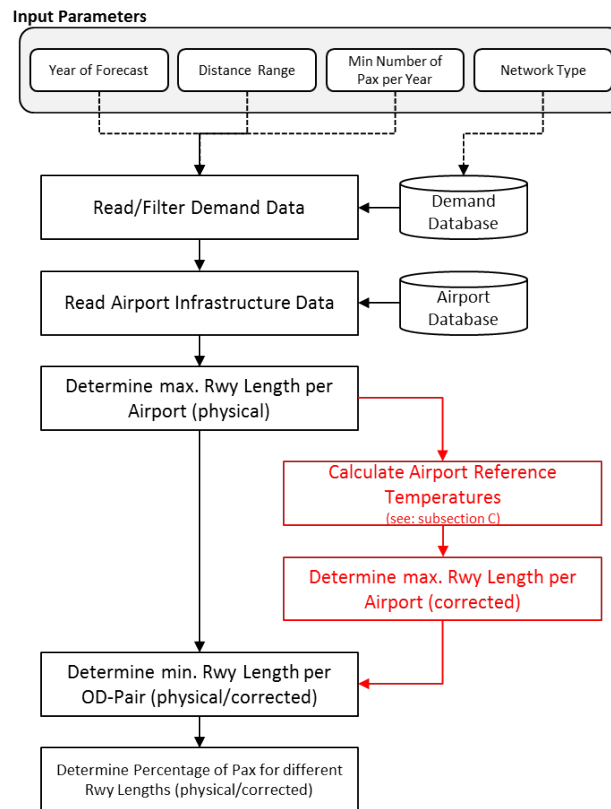 Input Parameters
Year of Forecast
Distance Range
Min Number of
Pax per Year
Network Type
Read/Filter Demand Data
Demand
Database
Read Airport Infrastructure Data
Airport
Database
Determine max. Rwy Length per
Airport (physical)
Calculate Airport Reference
Temperatures
(see: subsection C)
Determine max. Rwy Length per
Airport (corrected)
Determine min. Rwy Length per
OD-Pair (physical/corrected)
Determine Percentage of Pax for different
Rwy Lengths (physical/corrected)